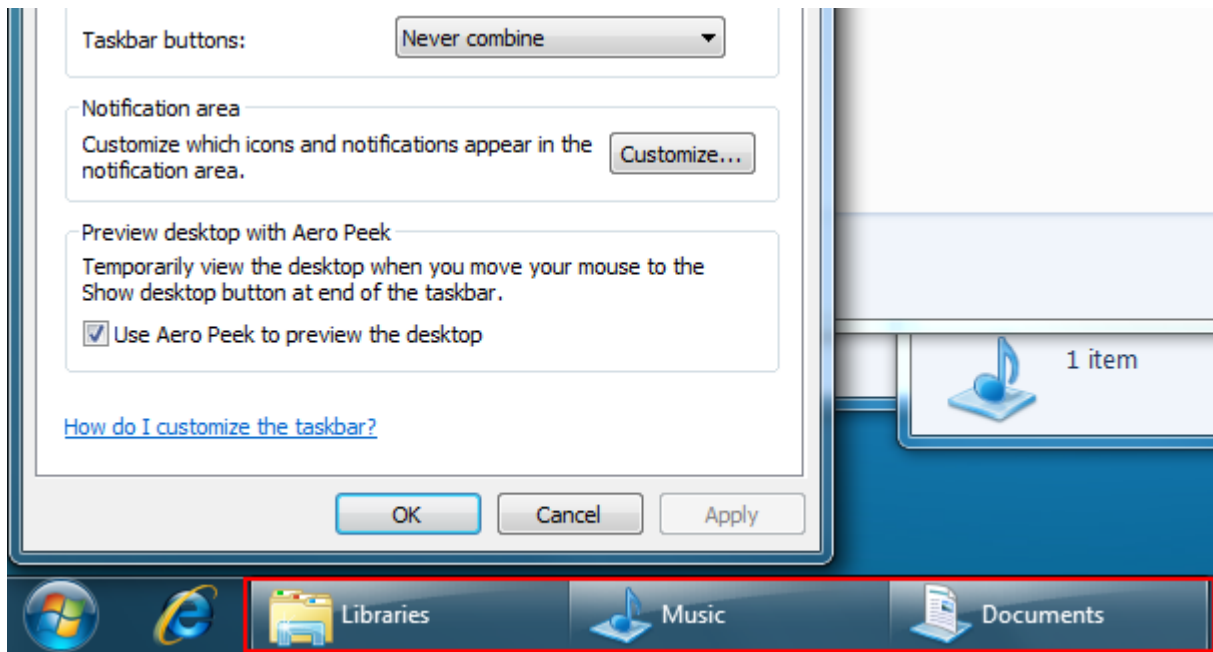 Taskbar buttons:
Never combine
Notification area
Customize which icons and notifications appear in the
notification area.
Customize...
Preview desktop with Aero Peek
Temporarily view the desktop when you move your mouse to the
Show desktop button at end of the taskbar.
Use Aero Peek to preview the desktop
1 item
How do I customize the taskbar?
OK
Cancel
Apply
Libraries
Music
Documents